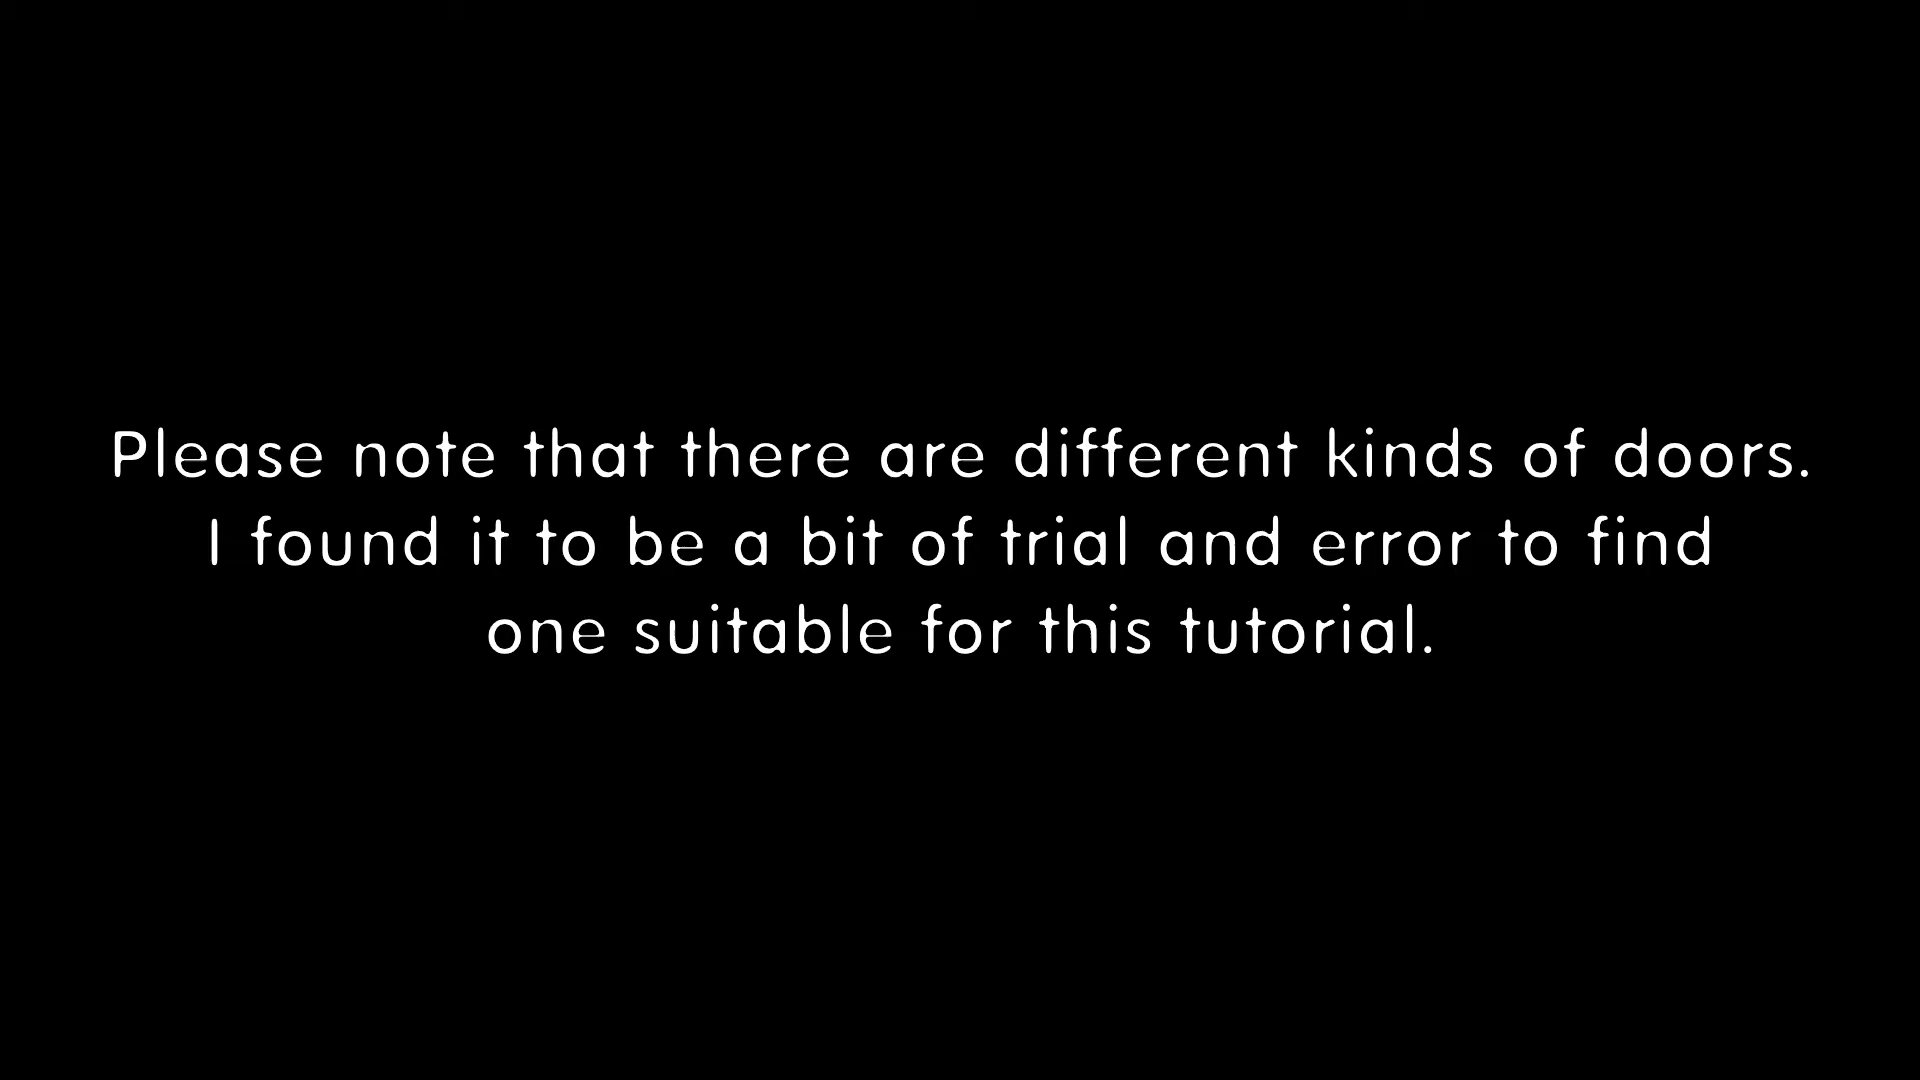 Please note that there are different kinds of doors.
I found it to be a bit of trial and error to find
one suitable for this tutorial.